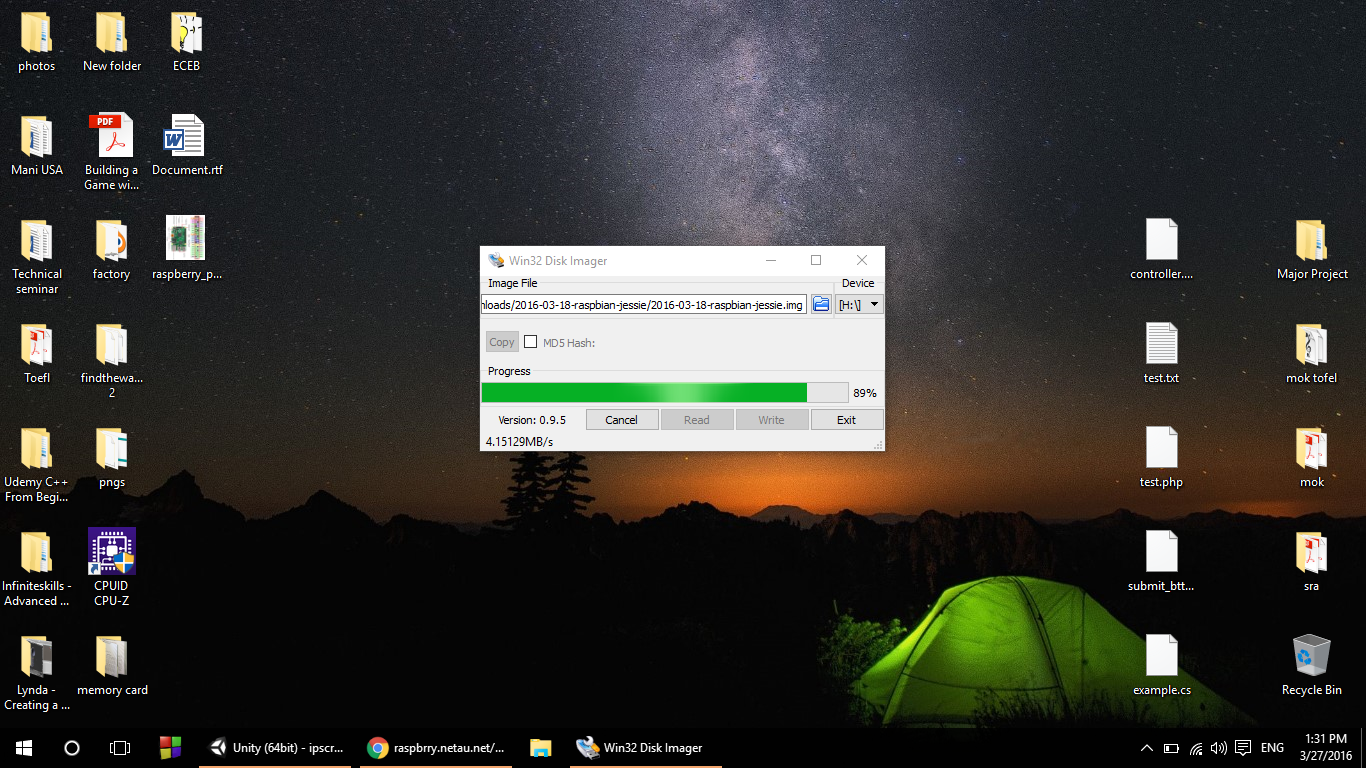 photos
New folder
ECEB
Mani USA
PDF
Building a
Game wi...
W
Document.rtf
Technical
seminar
factory
raspberry_p...
Toefl
findthewa...
2
Udemy C++
From Begi...
pngs
Infiniteskills -
Advanced ...
CPUID
CPU-Z
Lynda -
Creating a ...
memory card
Win32 Disk Imager
Image File
Device
nloads/2016-03-18-raspbian-jessie/2016-03-18-raspbian-jessie.img
[H:\]
Copy
MD5 Hash:
Progress
89%
Version: 0.9.5
Cancel
Read
Write
Exit
4.15129MB/s
controller....
Major Project
test.txt
mok tofel
test.php
mok
submit_btt...
sra
example.cs
Recycle Bin
Unity (64bit) - ipscr...
raspbrry.netau.net/...
Win32 Disk Imager
ENG
1:31 PM
3/27/2016